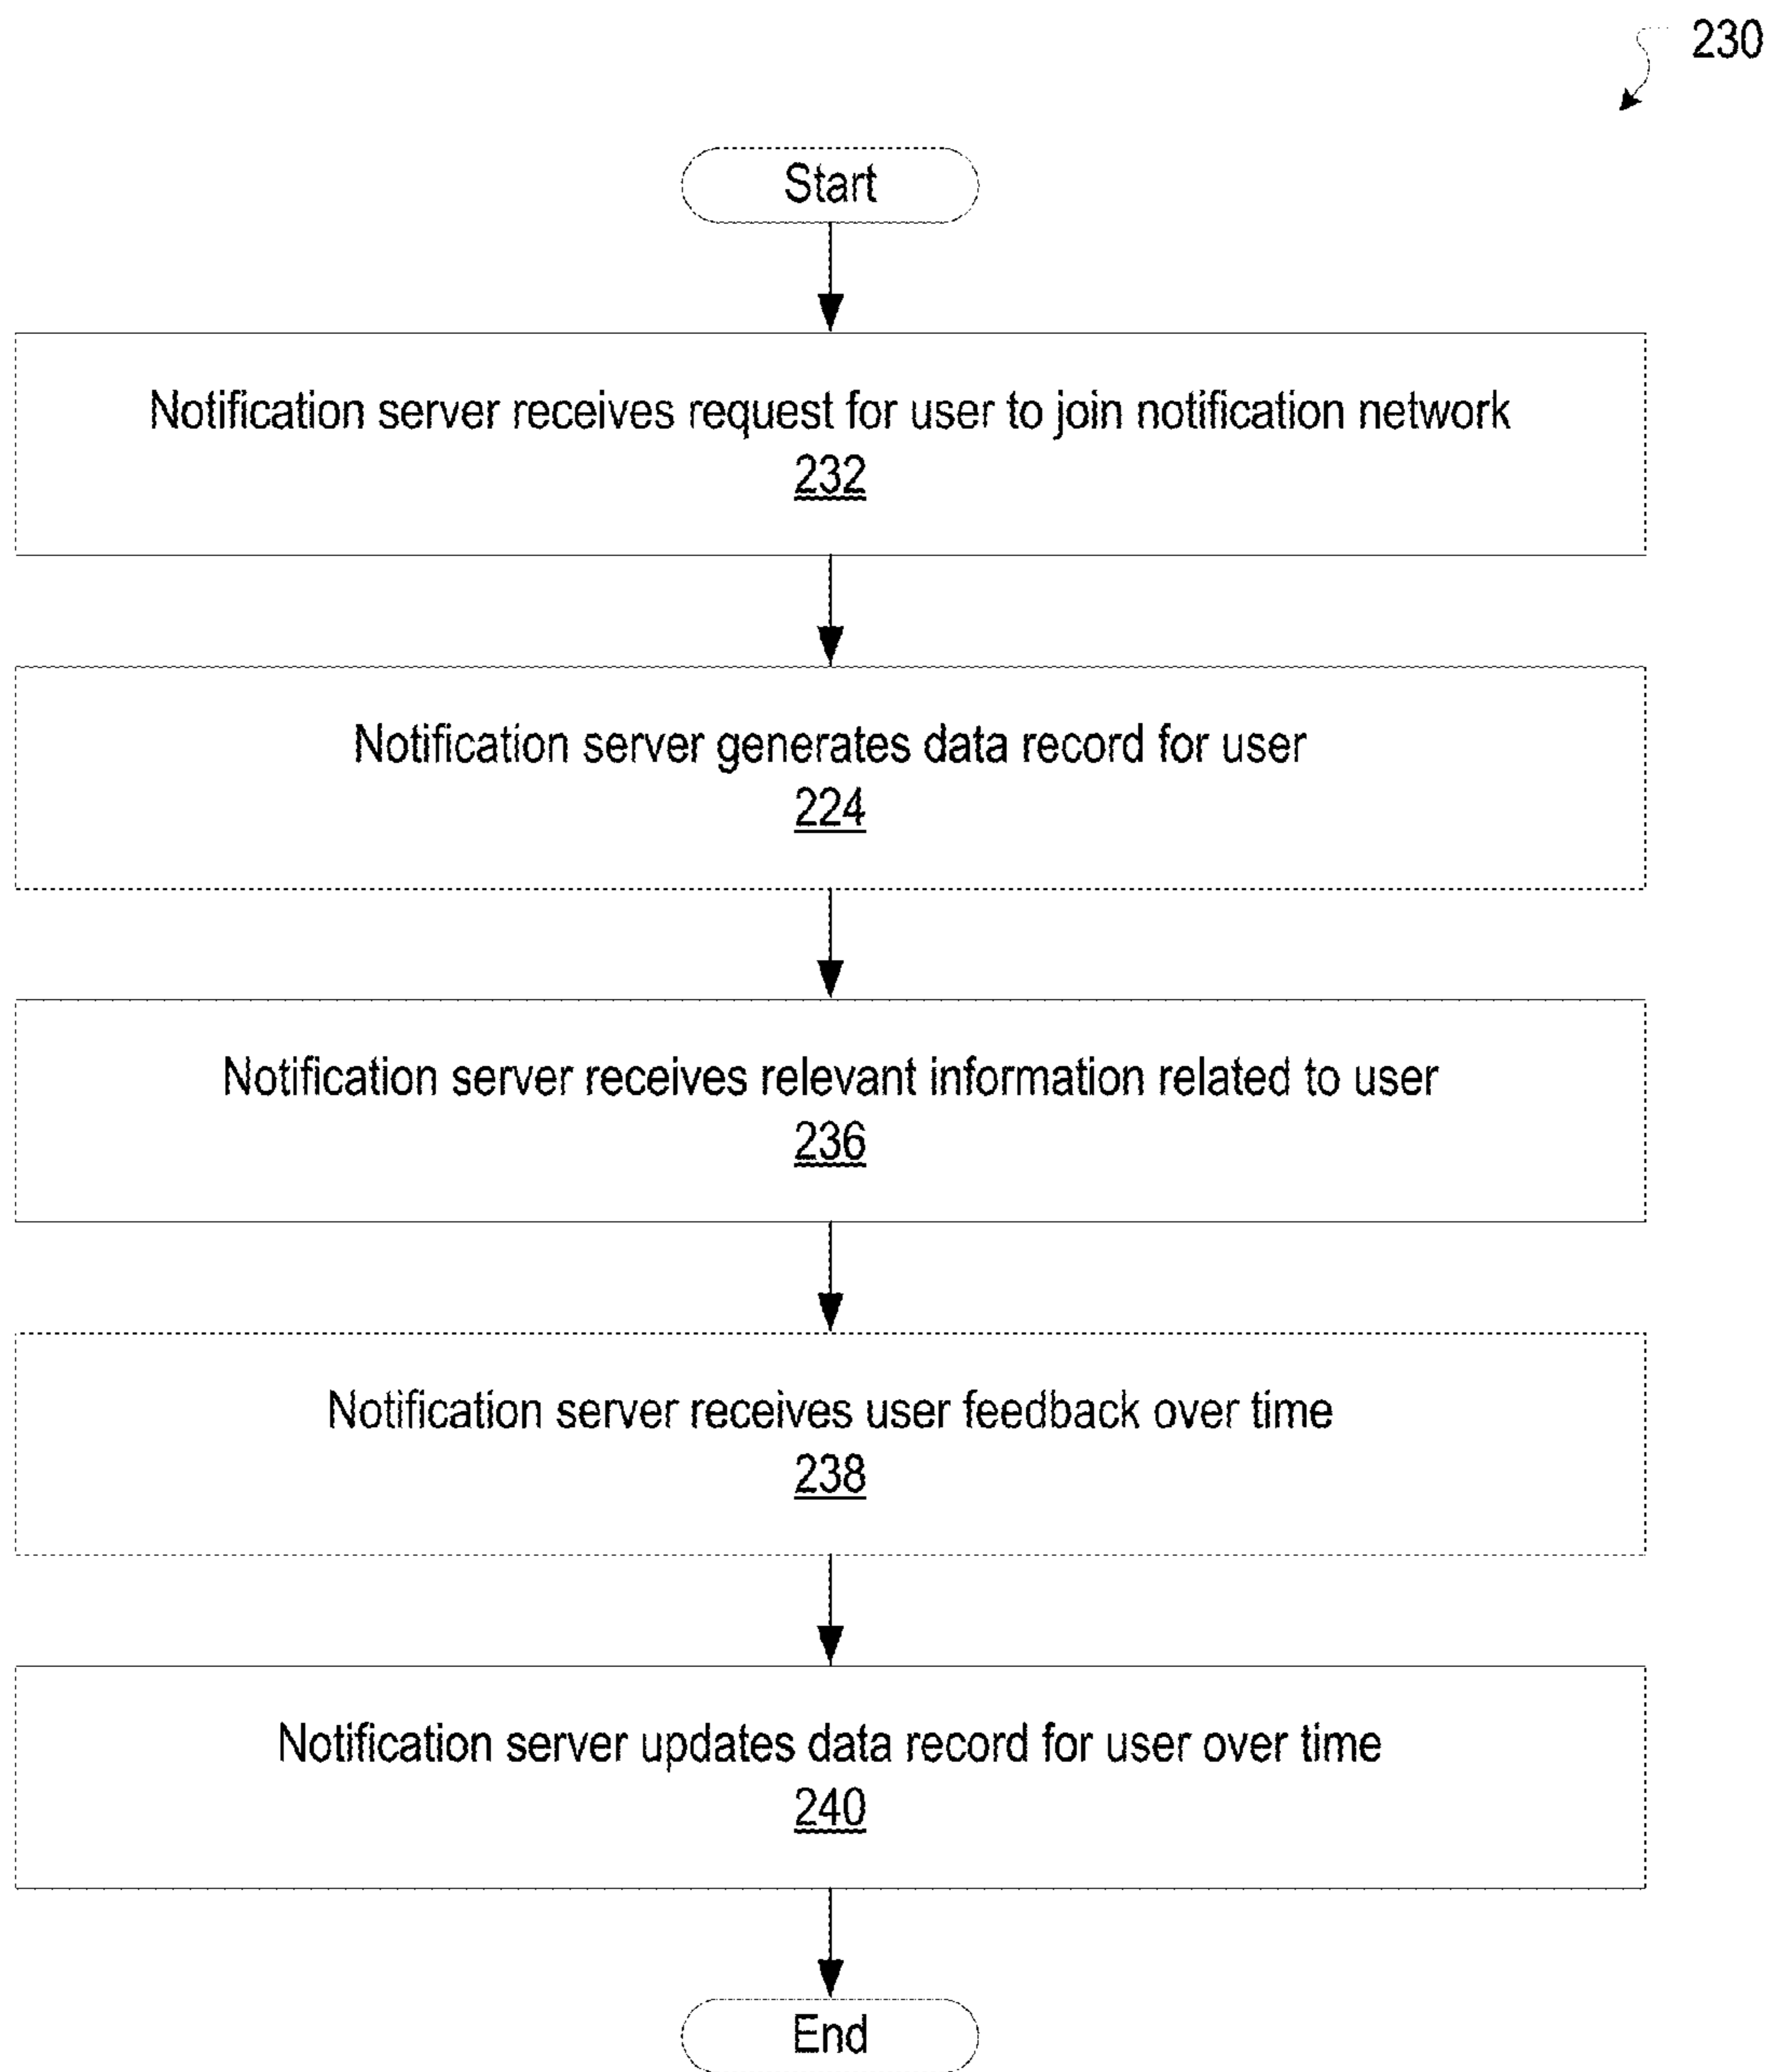 230
Start
Notification server receives request for user to join notification network
232
Notification server generates data record for user
224
Notification server receives relevant information related to user
236
Notification server receives user feedback over time
238
Notification server updates data record for user over time
240
End